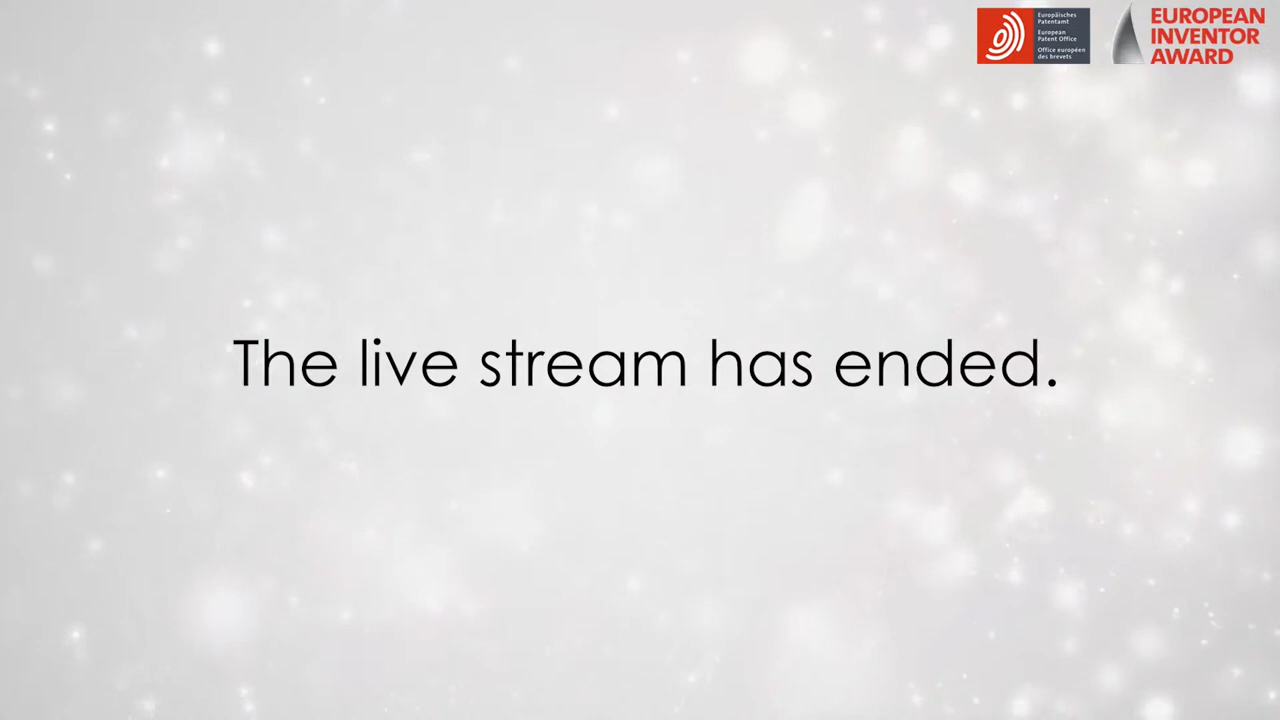 Europäisches
Patentamt
European
Patent Office
Office européen
des brevets
EUROPEAN
INVENTOR
AWARD
The live stream has ended.